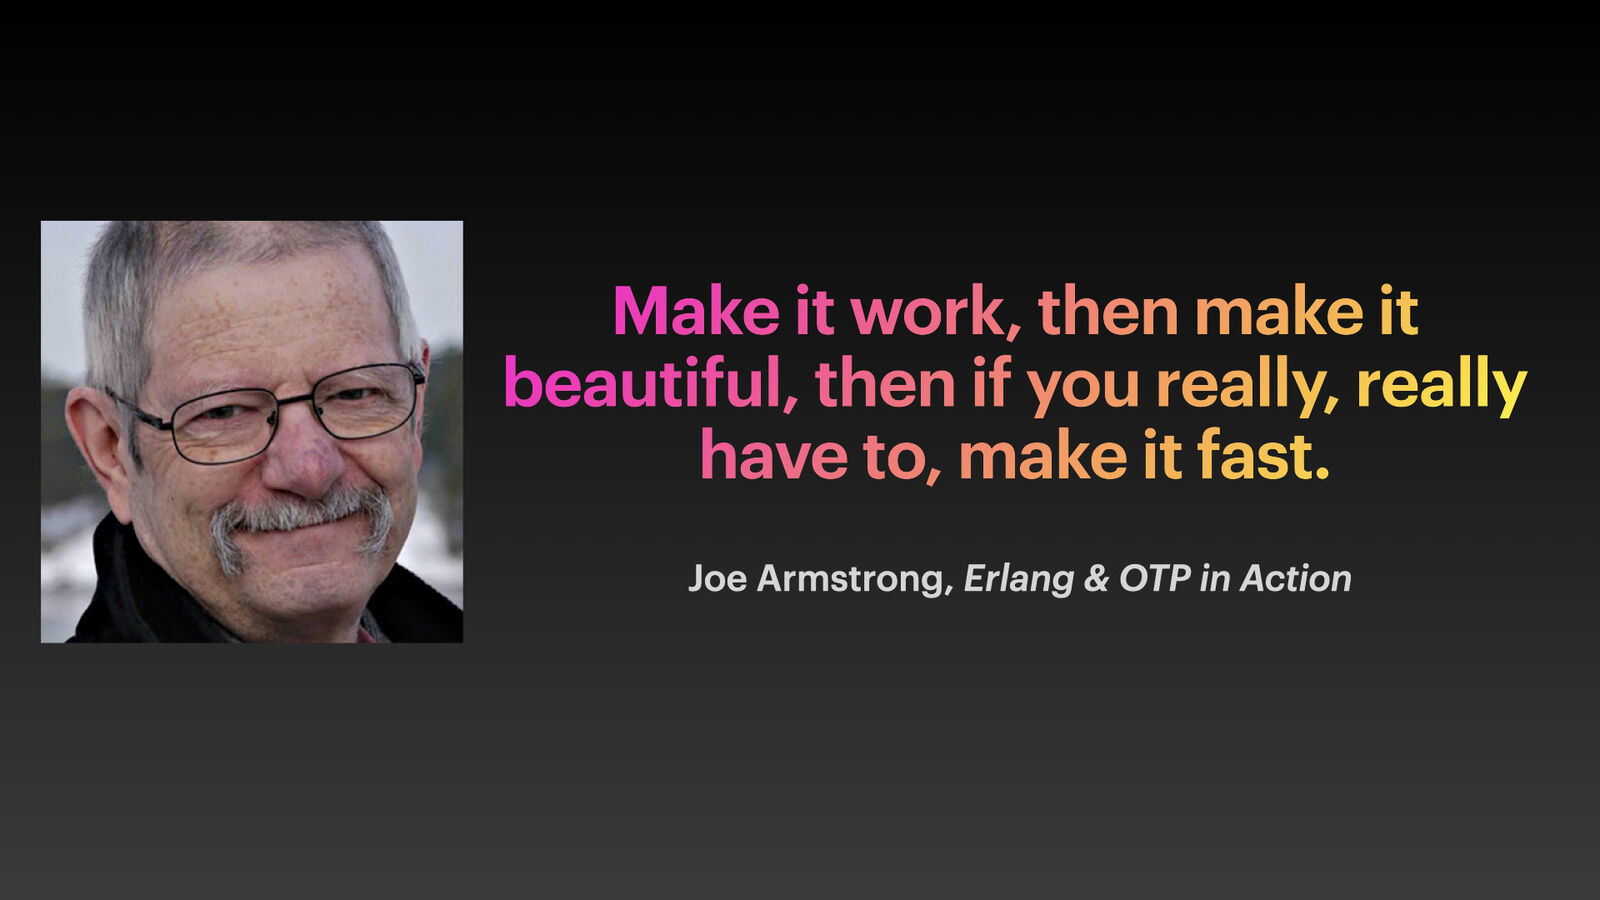 Make it work, then make it
beautiful, then if you really, really
have to, make it fast.
Joe Armstrong, Erlang & OTP in Action